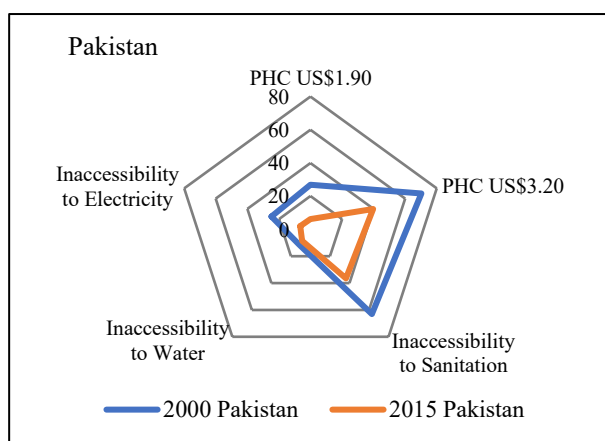 Pakistan
PHC US$1.90
80
60
40
20
0
Inaccessibility
to Electricity
PHC US$3.20
Inaccessibility
to Water
Inaccessibility
to Sanitation
2000 Pakistan
2015 Pakistan